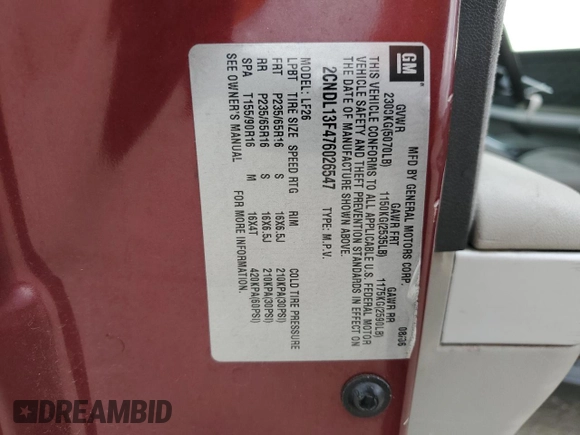 GM
MFD BY GENERAL MOTORS CORP. 08/06
GVWR GAWR FRT GAWR RR
2300KG(5070LB) 1150KG(2535LB) 1175KG(2590LB)
THIS VEHICLE CONFORMS TO ALL APPLICABLE U.S. FEDERAL MOTOR
VEHICLE SAFETY AND THEFT PREVENTION STANDARDS IN EFFECT ON
THE DATE OF MANUFACTURE SHOWN ABOVE.
2CNDL13F476026547 TYPE: M.P.V.
MODEL: LF26
LPBT TIRE SIZE SPEED RTG RIM COLD TIRE PRESSURE
FRT P235/65R16 S 16X6.5J 210KPA(30PSI)
RR P235/65R16 S 16X6.5J 210KPA(30PSI)
SPA T155/90R16 M 16X4T 420KPA(60PSI)
SEE OWNER'S MANUAL FOR MORE INFORMATION.
DREAMBID